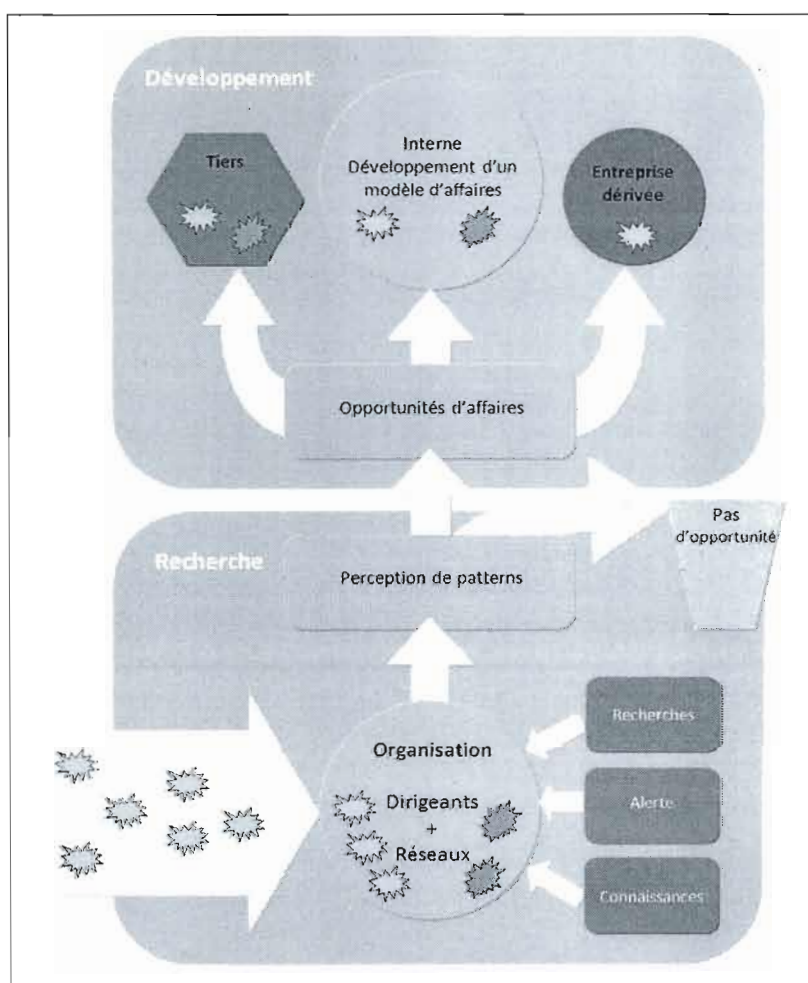 Développement
Tiers
Interne
Développement d'un
modèle d'affaires
Entreprise
dérivée
Opportunités d'affaires
Pas
d'opportunité
Recherche
Perception de patterns
Recherches
Organisation
Dirigeants
+
Réseaux
Alerte
Connaissances